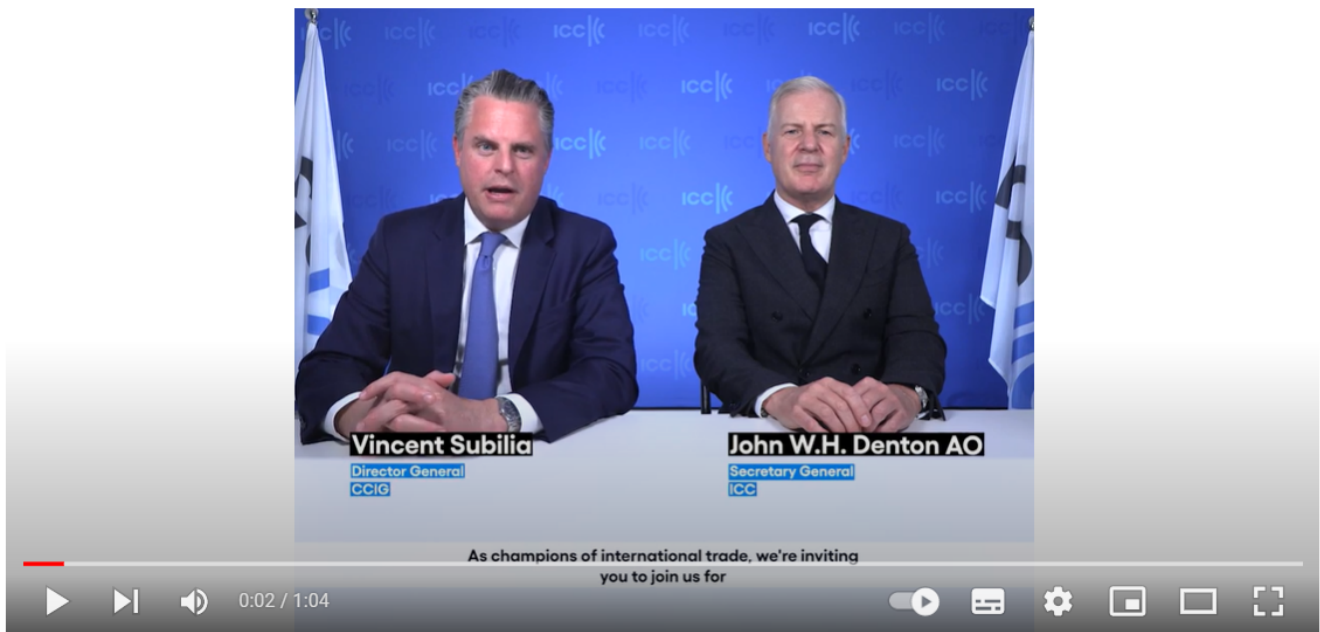 ICC
Vincent Subilia
Director General
CCIG
John W.H. Denton AO
Secretary General
ICC
As champions of international trade, we're inviting
you to join us for
0:02 / 1:04